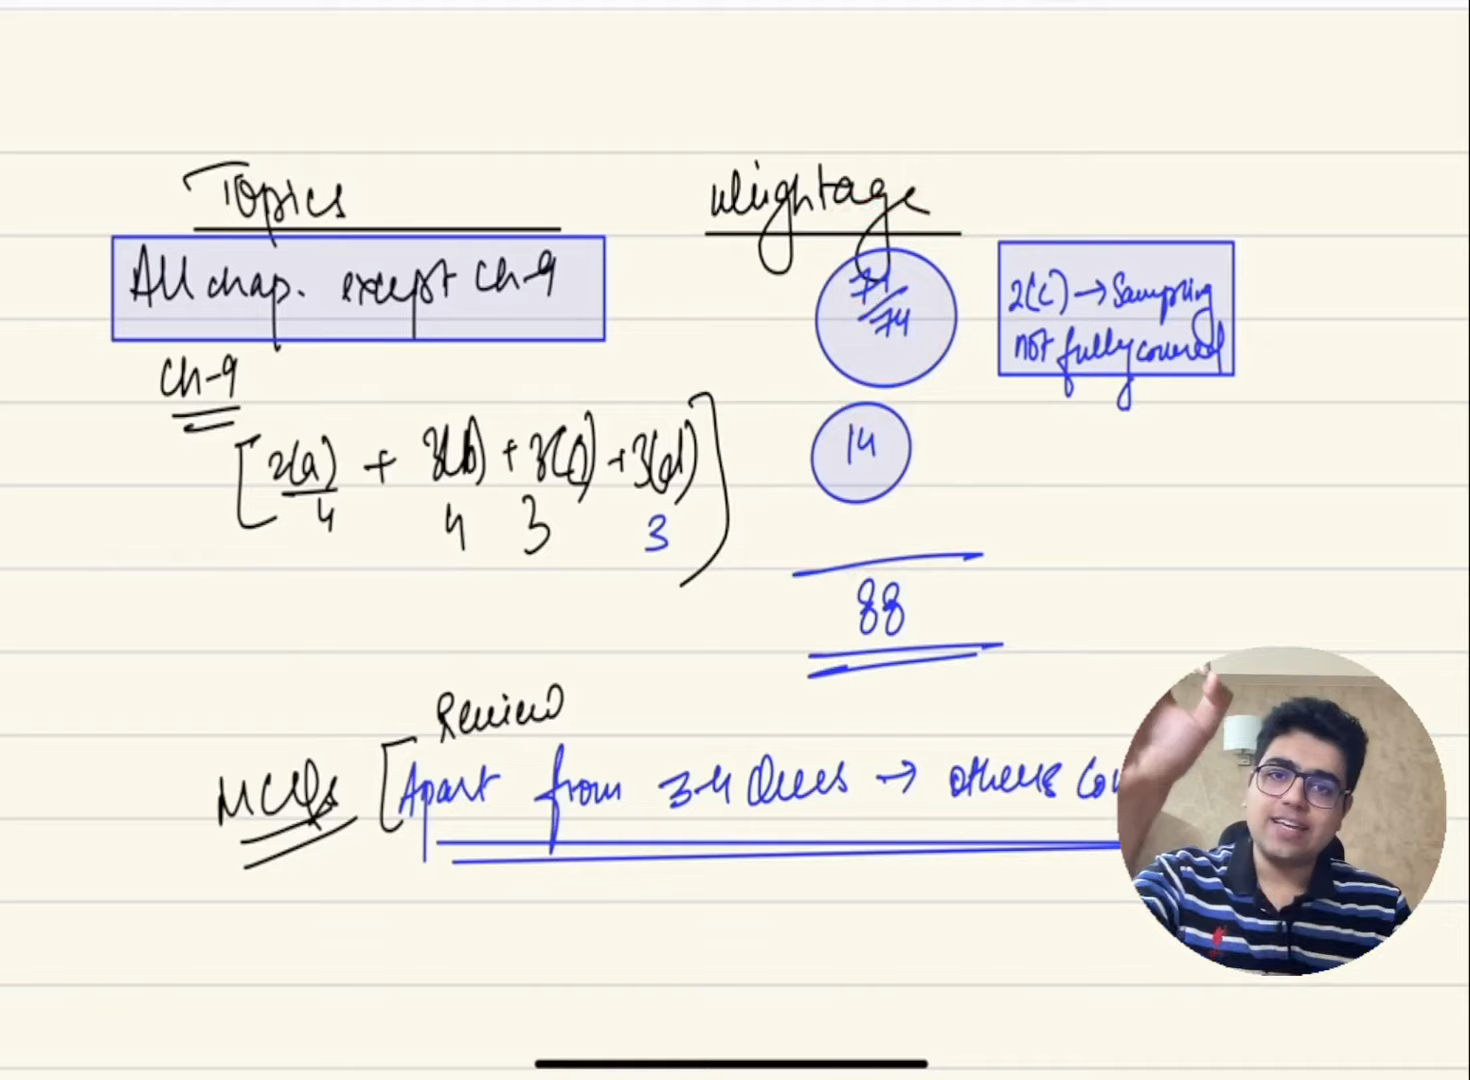 Topics
Weightage
All chap. except Ch-9
71/74
2(C) → Sampling
not fully covered
Ch-9
[2(a) + 3(b) + 3(c) + 3(d)]
4 4 3 3
14
88
Review
MCQs [Apart from 3-4 Ques → others Co